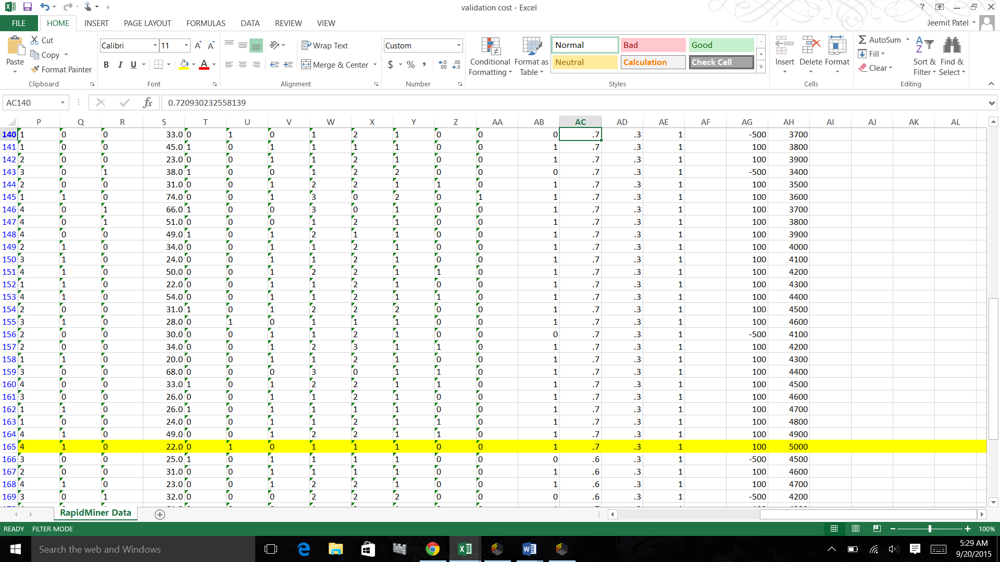 validation cost - Excel
?
FILE HOME INSERT PAGE LAYOUT FORMULAS DATA REVIEW VIEW Jeemit Patel
Paste Cut Copy Format Painter Clipboard
Calibri 11 A A B I U A Font
Wrap Text Merge & Center Alignment
Custom $ % , Number
Conditional Formatting Format as Table
Normal Bad Good
Neutral Calculation Check Cell
Styles
Insert Delete Format Cells
AutoSum Fill Clear Sort & Filter Find & Select Editing
AC140 fx 0.720930232558139
P Q R S T U V W X Y Z AA AB AC AD AE AF AG AH AI AJ AK AL
140 1 0 0 33.0 0 1 0 1 2 1 0 0 0 .7 .3 1 -500 3700
141 1 0 0 45.0 1 0 1 1 1 1 0 0 1 .7 .3 1 100 3800
142 2 0 0 23.0 0 0 1 1 2 1 0 0 1 .7 .3 1 100 3900
143 3 0 1 38.0 1 0 0 1 2 2 0 0 0 .7 .3 1 -500 3400
144 2 0 0 31.0 0 0 1 2 2 1 1 0 1 .7 .3 1 100 3500
145 1 1 0 74.0 0 0 1 3 0 2 0 1 1 .7 .3 1 100 3600
146 4 0 1 66.0 1 0 0 3 0 1 0 0 1 .7 .3 1 100 3700
147 4 0 1 51.0 0 0 0 1 2 1 0 0 1 .7 .3 1 100 3800
148 4 0 0 49.0 1 0 1 2 1 1 0 0 1 .7 .3 1 100 3900
149 2 1 0 34.0 0 0 1 1 2 1 0 0 1 .7 .3 1 100 4000
150 3 1 0 24.0 0 0 1 1 2 1 0 0 1 .7 .3 1 100 4100
151 4 1 0 50.0 0 0 1 2 2 1 1 0 1 .7 .3 1 100 4200
152 1 1 0 22.0 0 0 1 1 2 1 0 0 1 .7 .3 1 100 4300
153 4 1 0 54.0 0 0 1 1 2 1 1 0 1 .7 .3 1 100 4400
154 2 0 0 31.0 1 0 1 2 2 2 0 0 1 .7 .3 1 100 4500
155 3 1 0 28.0 0 1 0 1 1 1 0 0 1 .7 .3 1 100 4600
156 2 0 0 30.0 0 0 1 1 2 1 0 0 0 .7 .3 1 -500 4100
157 2 0 0 34.0 0 0 1 2 3 1 1 0 1 .7 .3 1 100 4200
158 1 1 0 20.0 0 0 1 1 2 1 0 0 1 .7 .3 1 100 4300
159 3 0 0 68.0 0 0 0 3 0 1 1 0 1 .7 .3 1 100 4400
160 4 0 0 33.0 1 0 1 2 2 1 1 0 1 .7 .3 1 100 4500
161 3 0 0 26.0 0 0 1 1 2 1 0 0 1 .7 .3 1 100 4600
162 1 1 0 26.0 1 0 1 1 1 1 0 0 1 .7 .3 1 100 4700
163 1 0 0 24.0 0 0 1 1 2 1 1 0 1 .7 .3 1 100 4800
164 4 1 0 49.0 0 0 1 2 2 1 1 0 1 .7 .3 1 100 4900
165 4 1 0 22.0 0 1 0 1 1 1 0 0 1 .7 .3 1 100 5000
166 3 0 0 25.0 1 0 1 1 1 1 0 0 0 .6 .3 1 -500 4500
167 2 0 0 31.0 0 0 1 1 1 1 0 0 1 .6 .3 1 100 4600
168 4 1 0 23.0 0 0 1 2 2 1 0 0 1 .6 .3 1 100 4700
169 3 0 1 32.0 0 0 0 2 2 2 0 0 0 .6 .3 1 -500 4200
RapidMiner Data
READY FILTER MODE 100%
Search the web and Windows
5:29 AM
9/20/2015